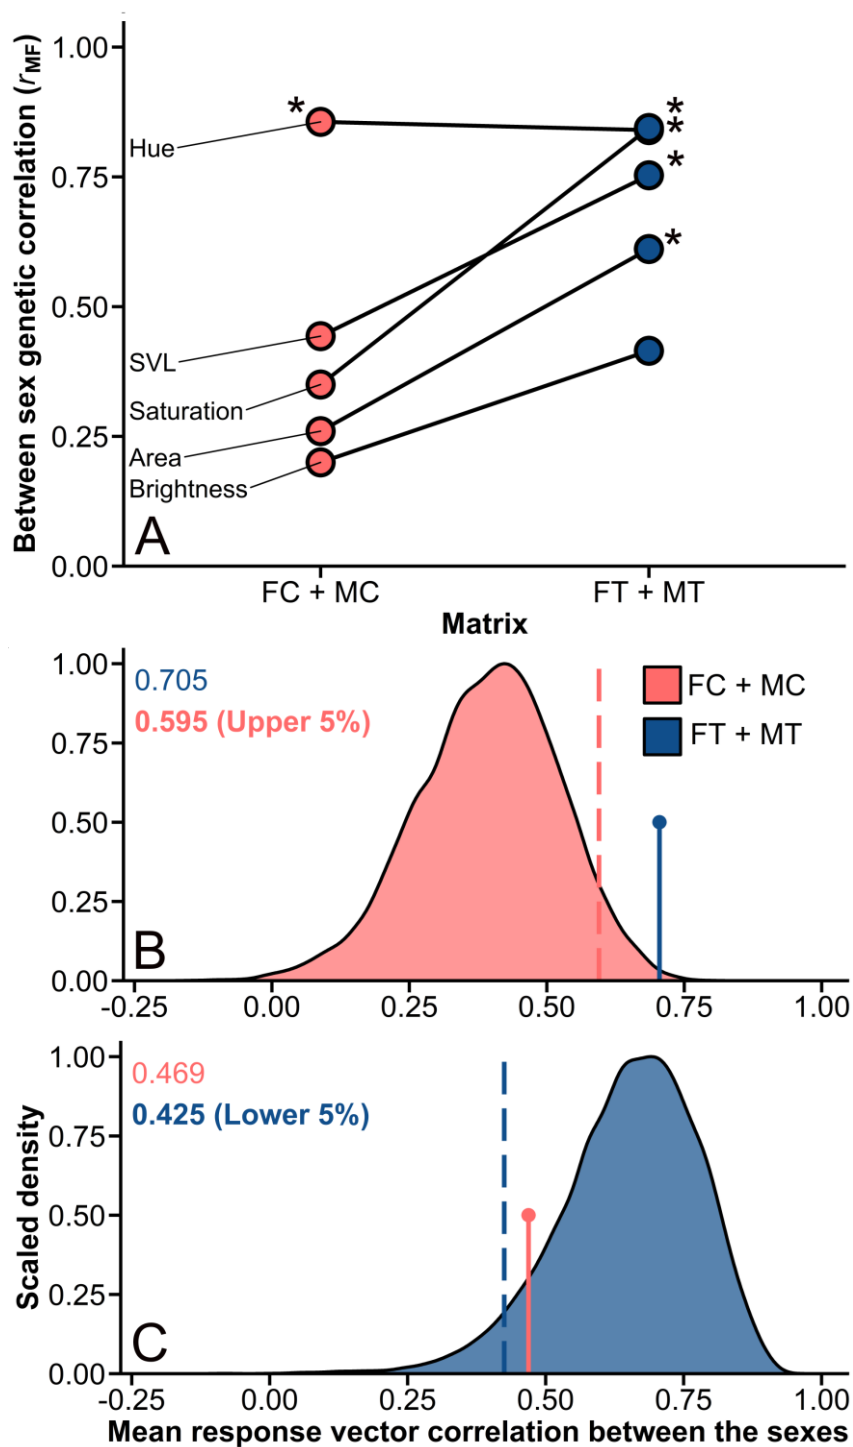 Between sex genetic correlation (rMF)
1.00
0.75
0.50
0.25
0.00
*
*
*
*
*
Hue
SVL
Saturation
Area
Brightness
A
FC + MC
FT + MT
Matrix
1.00
0.75
0.50
0.25
0.00
0.705
0.595 (Upper 5%)
FC + MC
FT + MT
B
-0.25 0.00 0.25 0.50 0.75 1.00
Scaled density
1.00
0.75
0.50
0.25
0.00
0.469
0.425 (Lower 5%)
C
-0.25 0.00 0.25 0.50 0.75 1.00
Mean response vector correlation between the sexes